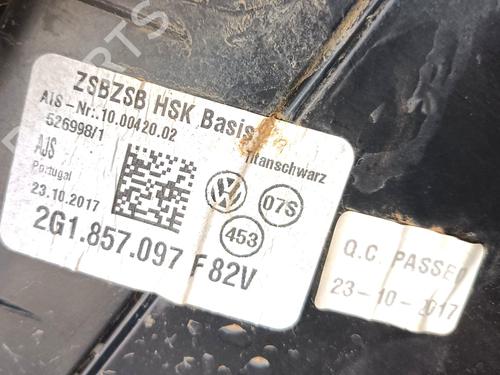 PARTS
ZSBZSB HSK Basis
AIS-Nr.:10.00420.02
526998/1
Titanschwarz
AJS
Portugal
23.10.2017
07S
453
2G1.857.097 F 82V
Q.C. PASSED
23-10-2017